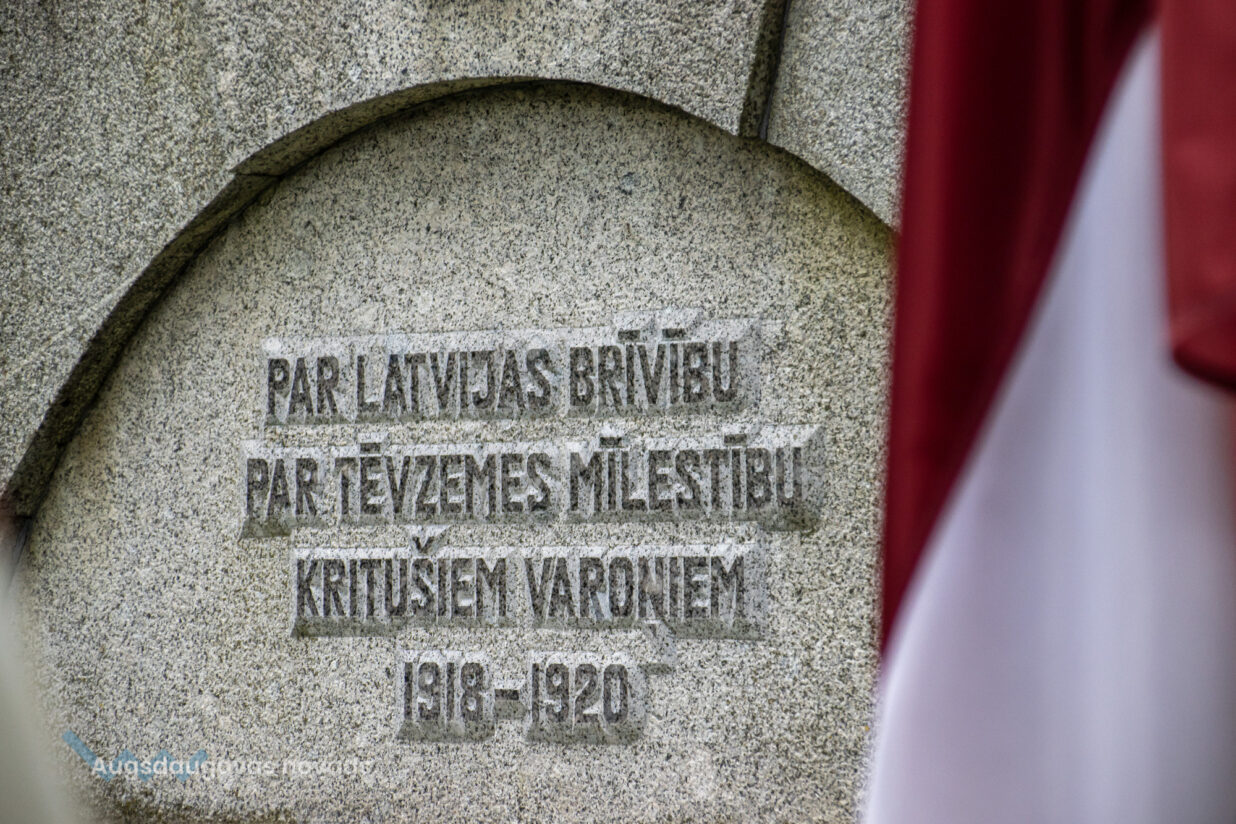 PAR LATVIJAS BRĪVĪBU
PAR TĒVZEMES MĪLESTĪBU
KRITUŠIEM VAROŅIEM
1918-1920
Augšdaugavas novads